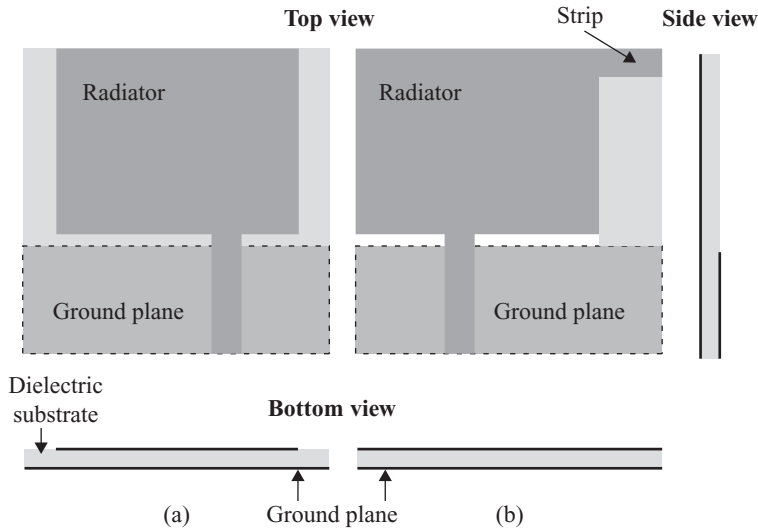 Top view
Strip
Side view
Radiator
Radiator
Ground plane
Ground plane
Dielectric
substrate
Bottom view
(a)
Ground plane
(b)